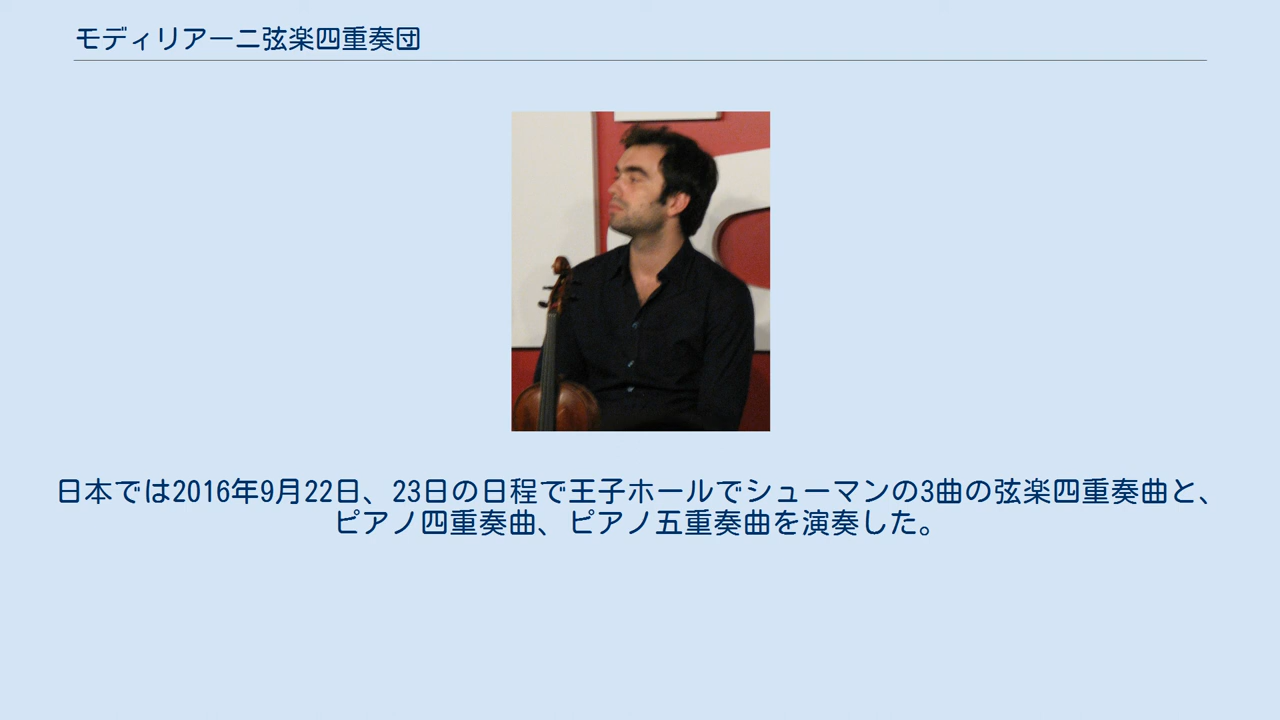 モディリアーニ弦楽四重奏団
日本では2016年9月22日、23日の日程で王子ホールでシューマンの3曲の弦楽四重奏曲と、
ピアノ四重奏曲、ピアノ五重奏曲を演奏した。